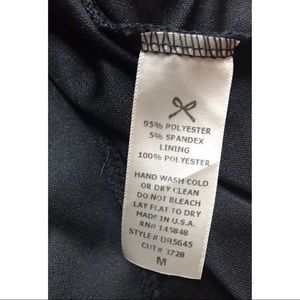 95% POLYESTER
5% SPANDEX
LINING
100% POLYESTER
HAND WASH COLD
OR DRY CLEAN
DO NOT BLEACH
LAY FLAT TO DRY
MADE IN U.S.A.
RN# 145848
STYLE# DR5645
CUT# 3728
M